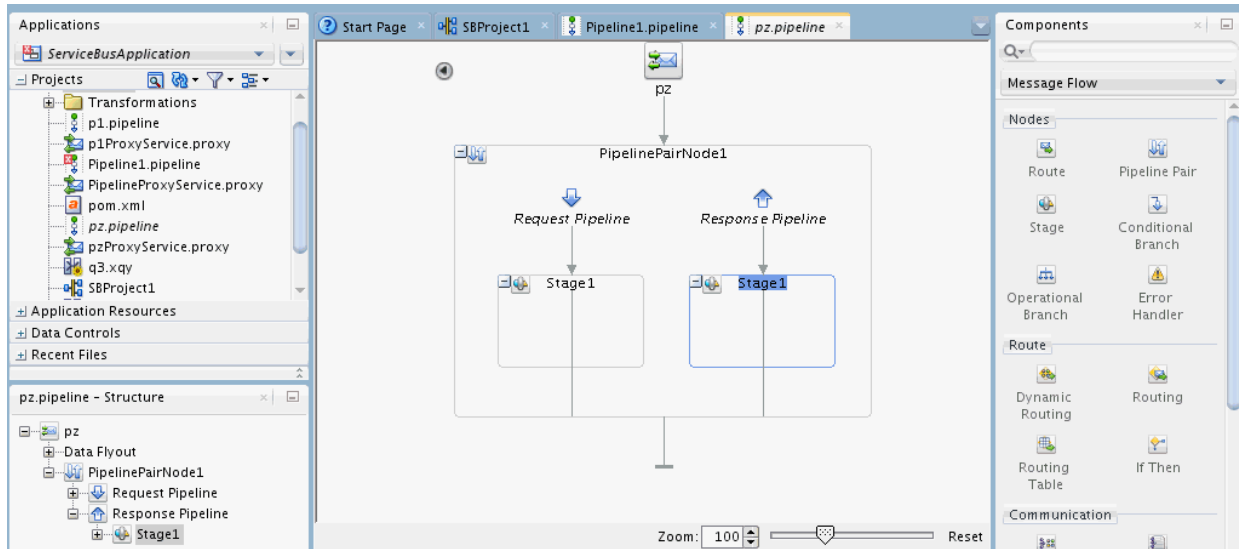 Applications
ServiceBusApplication
Projects
Transformations
p1.pipeline
p1ProxyService.proxy
Pipeline1.pipeline
PipelineProxyService.proxy
pom.xml
pz.pipeline
pzProxyService.proxy
q3.xqy
SBProject1
Application Resources
Data Controls
Recent Files
pz.pipeline - Structure
pz
Data Flyout
PipelinePairNode1
Request Pipeline
Response Pipeline
Stage1
Start Page
SBProject1
Pipeline1.pipeline
pz.pipeline
pz
PipelinePairNode1
Request Pipeline
Response Pipeline
Stage1
Stage1
Zoom: 100
Reset
Components
Message Flow
Nodes
Route
Pipeline Pair
Stage
Conditional
Branch
Operational
Branch
Error
Handler
Route
Dynamic
Routing
Routing
Routing
Table
If Then
Communication